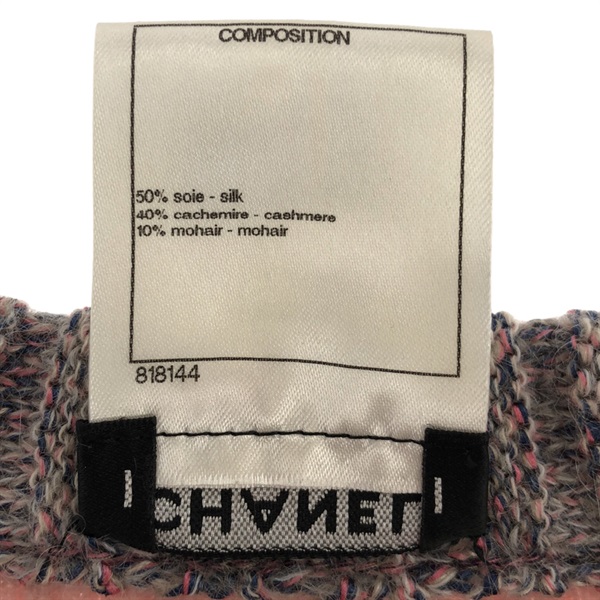 COMPOSITION
50% soie - silk
40% cachemire - cashmere
10% mohair - mohair
818144
CHANEL